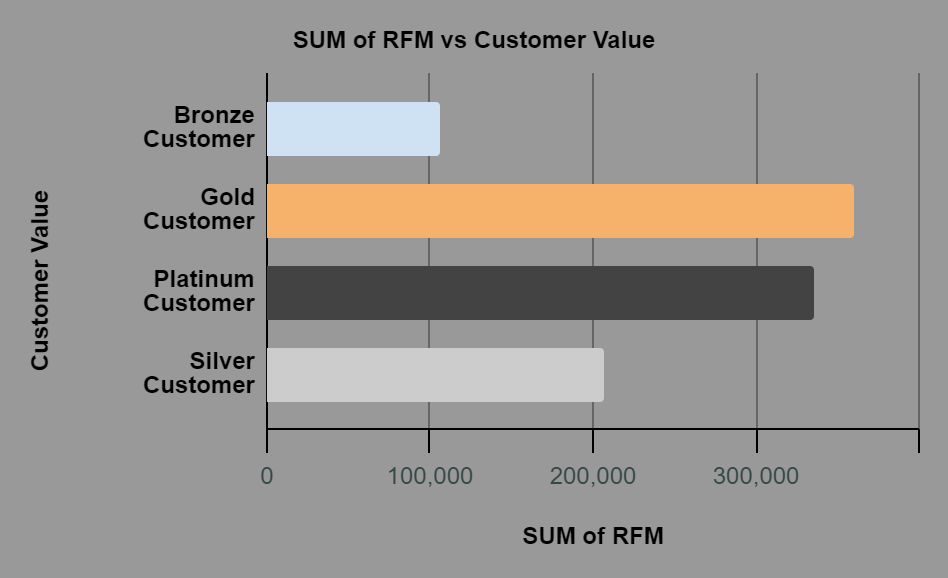 SUM of RFM vs Customer Value
Customer Value
Bronze
Customer
Gold
Customer
Platinum
Customer
Silver
Customer
0
100,000
200,000
300,000
SUM of RFM